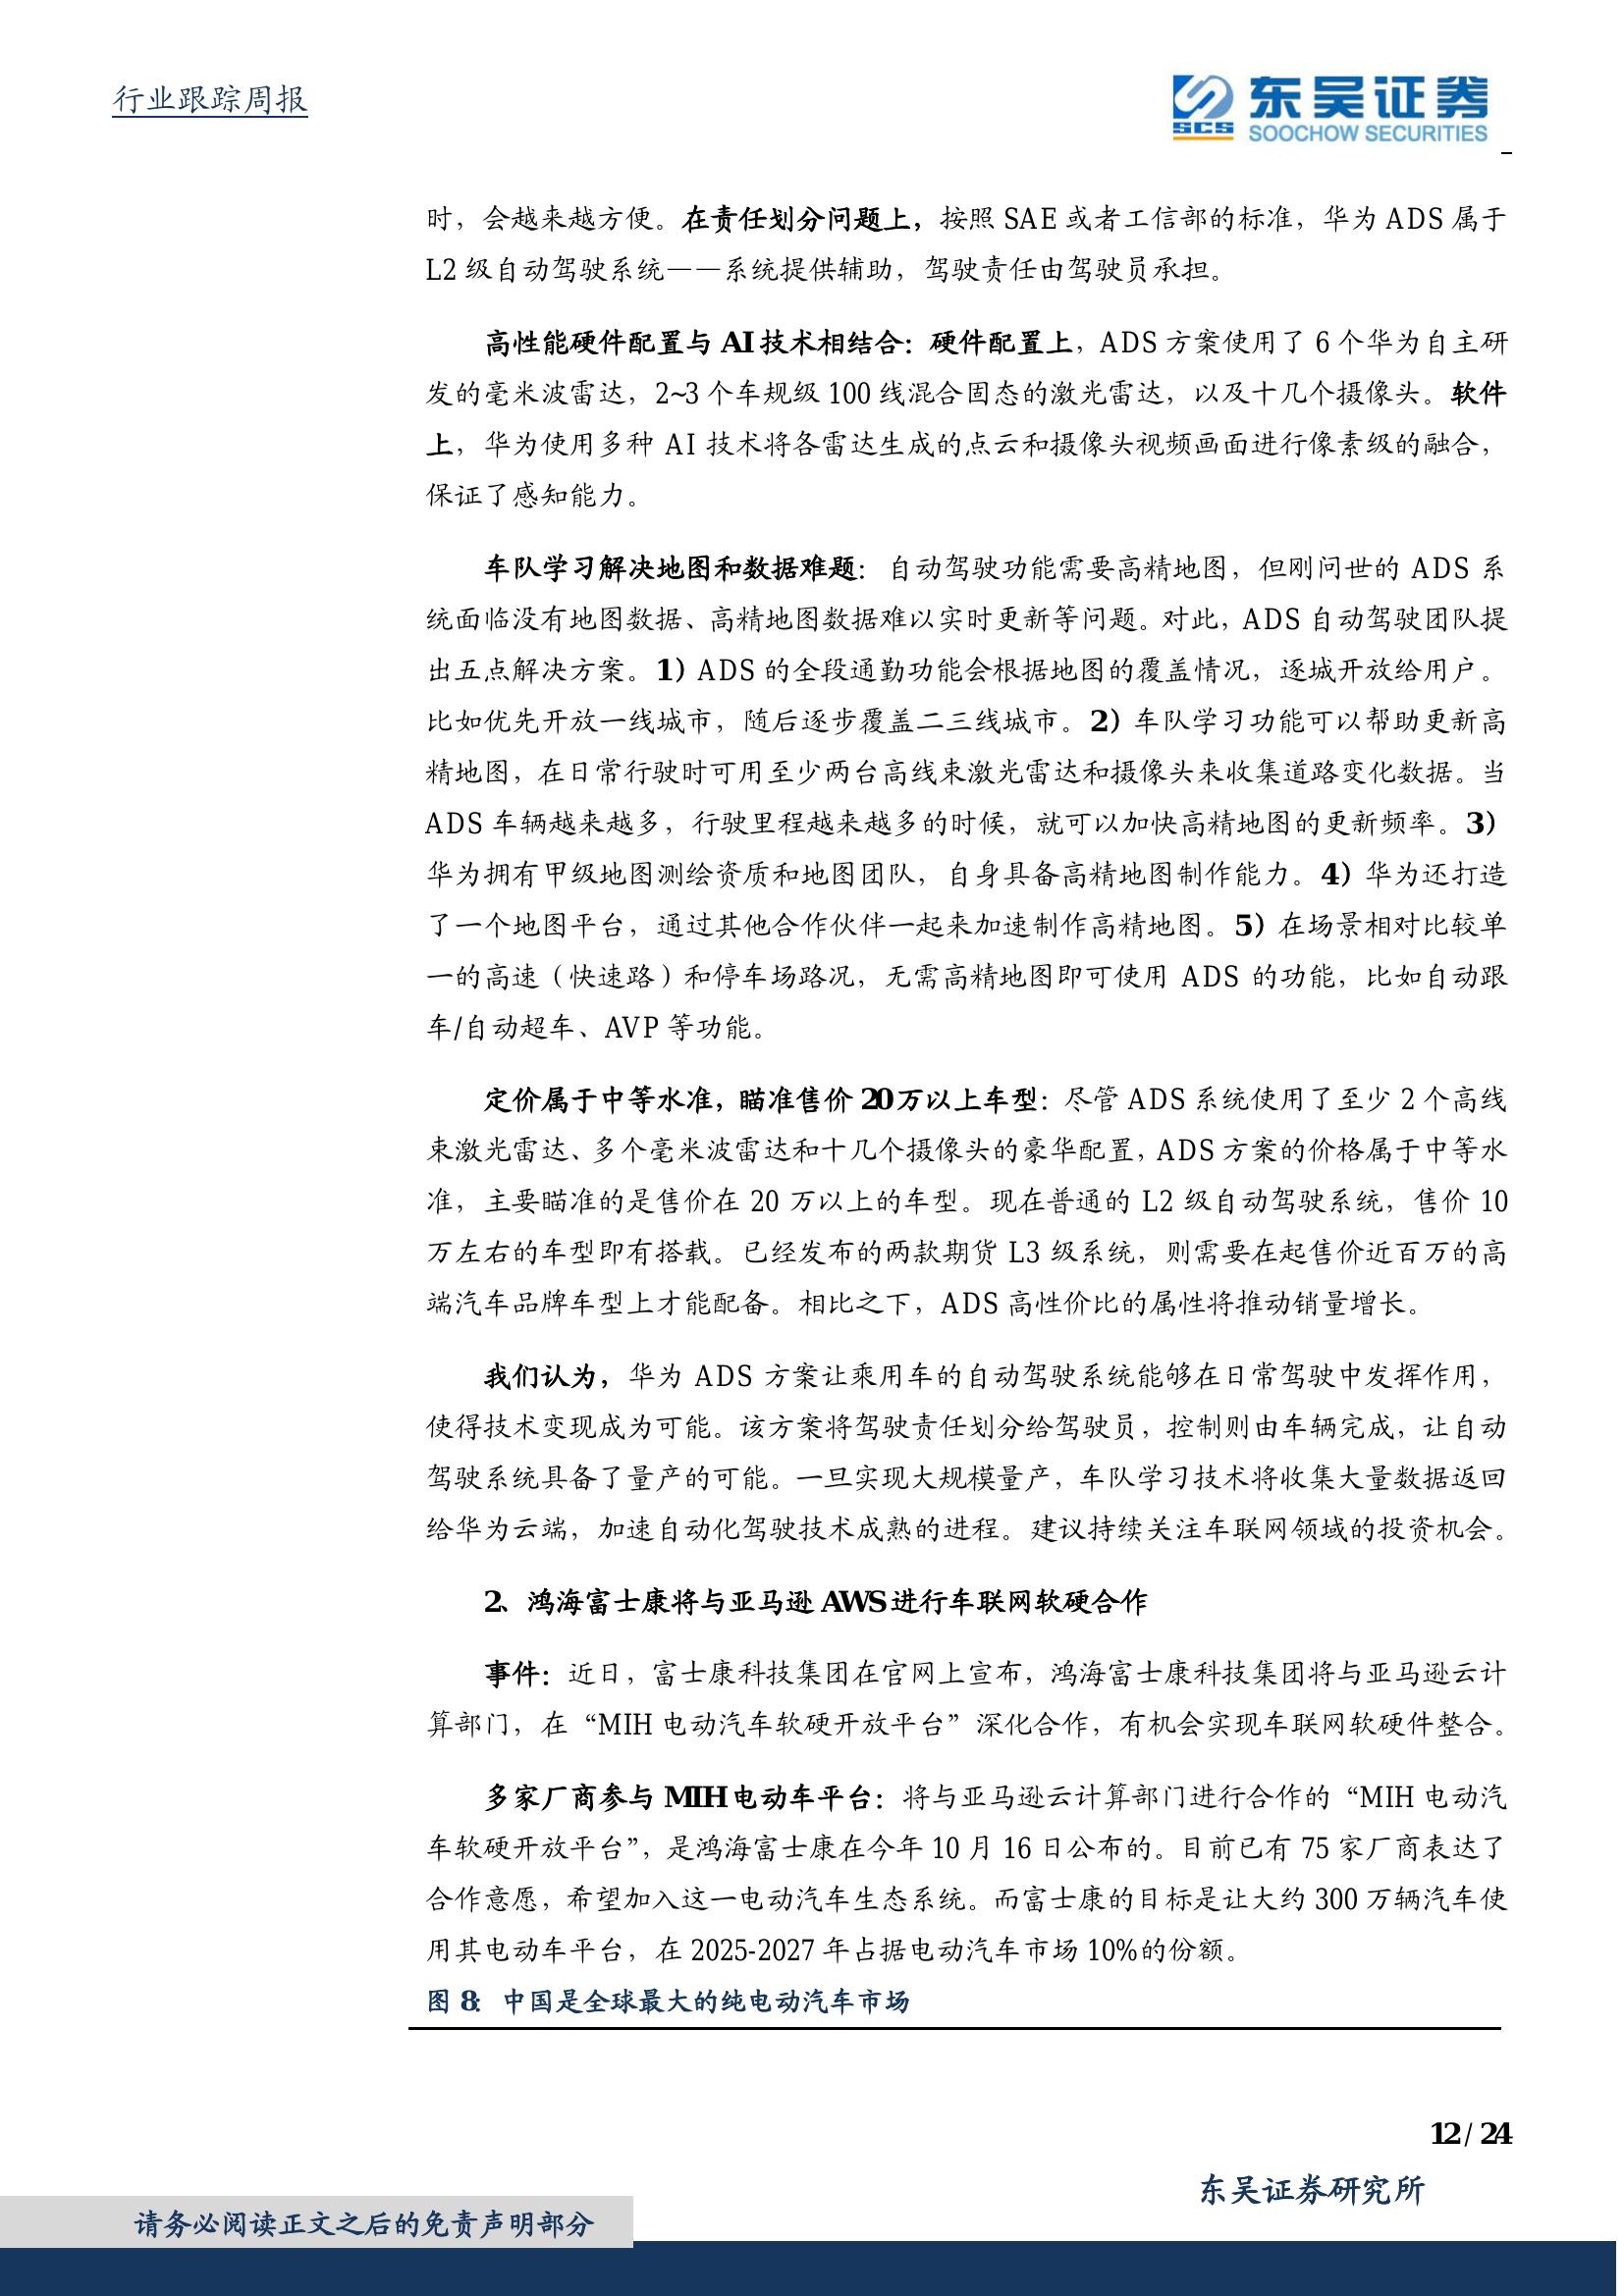 行业跟踪周报
东吴证券
SCS
SOOCHOW SECURITIES
时，会越来越方便。在责任划分问题上，按照 SAE 或者工信部的标准，华为 ADS 属于
L2 级自动驾驶系统——系统提供辅助，驾驶责任由驾驶员承担。
高性能硬件配置与 AI 技术相结合：硬件配置上，ADS 方案使用了 6 个华为自主研
发的毫米波雷达，2~3 个车规级 100 线混合固态的激光雷达，以及十几个摄像头。软件
上，华为使用多种 AI 技术将各雷达生成的点云和摄像头视频画面进行像素级的融合，
保证了感知能力。
车队学习解决地图和数据难题：自动驾驶功能需要高精地图，但刚问世的 ADS 系
统面临没有地图数据、高精地图数据难以实时更新等问题。对此，ADS 自动驾驶团队提
出五点解决方案。1）ADS 的全段通勤功能会根据地图的覆盖情况，逐城开放给用户。
比如优先开放一线城市，随后逐步覆盖二三线城市。2）车队学习功能可以帮助更新高
精地图，在日常行驶时可用至少两台高线束激光雷达和摄像头来收集道路变化数据。当
ADS 车辆越来越多，行驶里程越来越多的时候，就可以加快高精地图的更新频率。3）
华为拥有甲级地图测绘资质和地图团队，自身具备高精地图制作能力。4）华为还打造
了一个地图平台，通过其他合作伙伴一起来加速制作高精地图。5）在场景相对比较单
一的高速（快速路）和停车场路况，无需高精地图即可使用 ADS 的功能，比如自动跟
车/自动超车、AVP 等功能。
定价属于中等水准，瞄准售价 20 万以上车型：尽管 ADS 系统使用了至少 2 个高线
束激光雷达、多个毫米波雷达和十几个摄像头的豪华配置，ADS 方案的价格属于中等水
准，主要瞄准的是售价在 20 万以上的车型。现在普通的 L2 级自动驾驶系统，售价 10
万左右的车型即有搭载。已经发布的两款期货 L3 级系统，则需要在起售价近百万的高
端汽车品牌车型上才能配备。相比之下，ADS 高性价比的属性将推动销量增长。
我们认为，华为 ADS 方案让乘用车的自动驾驶系统能够在日常驾驶中发挥作用，
使得技术变现成为可能。该方案将驾驶责任划分给驾驶员，控制则由车辆完成，让自动
驾驶系统具备了量产的可能。一旦实现大规模量产，车队学习技术将收集大量数据返回
给华为云端，加速自动化驾驶技术成熟的进程。建议持续关注车联网领域的投资机会。
2、鸿海富士康将与亚马逊 AWS 进行车联网软硬合作
事件：近日，富士康科技集团在官网上宣布，鸿海富士康科技集团将与亚马逊云计
算部门，在“MIH 电动汽车软硬开放平台”深化合作，有机会实现车联网软硬件整合。
多家厂商参与 MIH 电动车平台：将与亚马逊云计算部门进行合作的“MIH 电动汽
车软硬开放平台”，是鸿海富士康在今年 10 月 16 日公布的。目前已有 75 家厂商表达了
合作意愿，希望加入这一电动汽车生态系统。而富士康的目标是让大约 300 万辆汽车使
用其电动车平台，在 2025-2027 年占据电动汽车市场 10%的份额。
图 8：中国是全球最大的纯电动汽车市场
12 / 24
东吴证券研究所
请务必阅读正文之后的免责声明部分